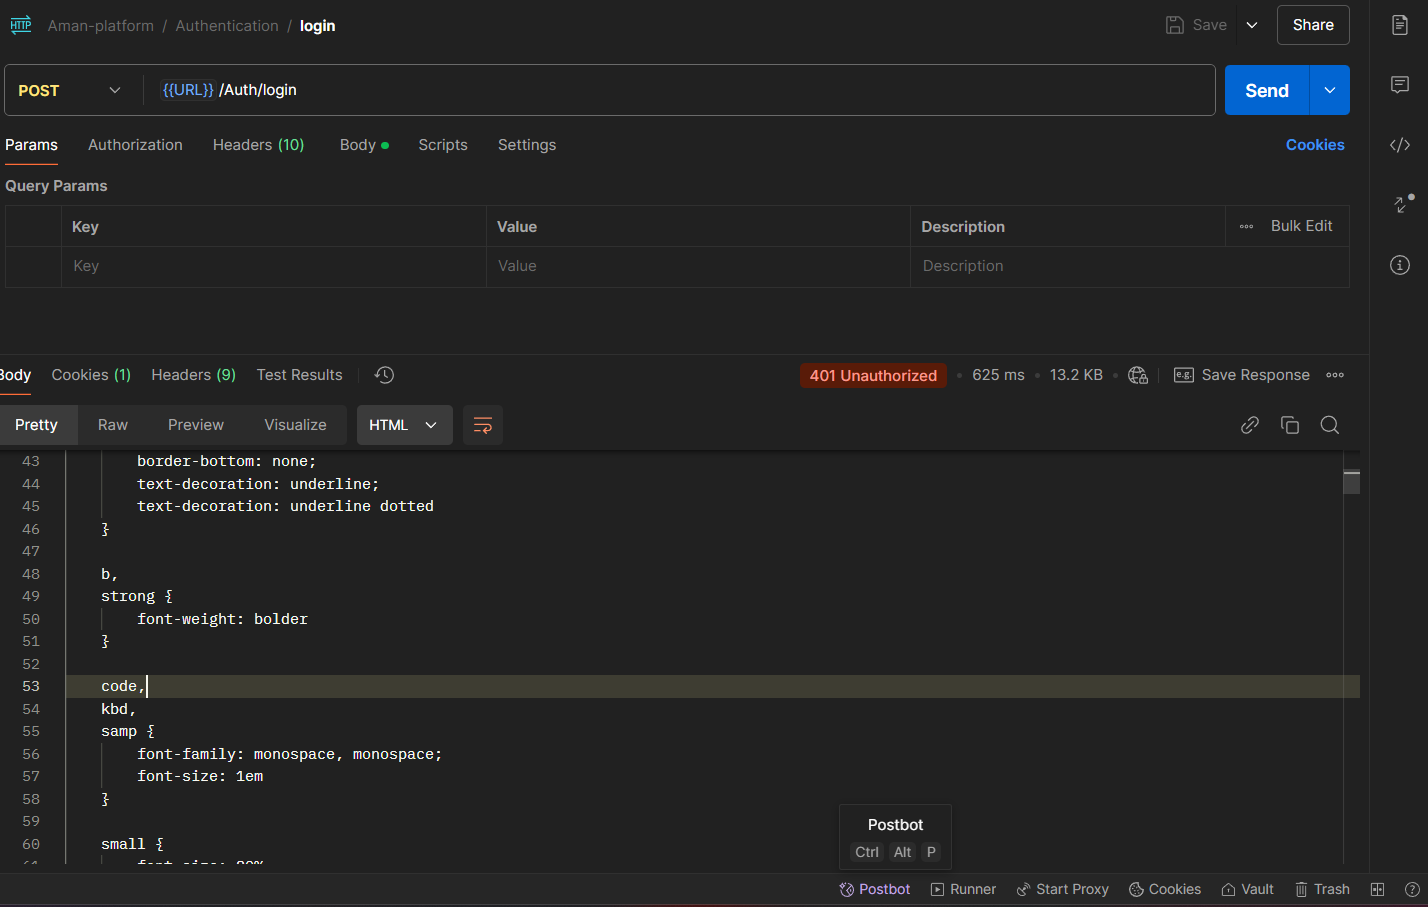 HTTP Aman-platform / Authentication / login Save Share
POST {{URL}} /Auth/login Send
Params Authorization Headers (10) Body Scripts Settings Cookies
Query Params
Key Value Description Bulk Edit
Key Value Description
Body Cookies (1) Headers (9) Test Results 401 Unauthorized 625 ms 13.2 KB e.g. Save Response
Pretty Raw Preview Visualize HTML
43 border-bottom: none;
44 text-decoration: underline;
45 text-decoration: underline dotted
46 }
47
48 b,
49 strong {
50 font-weight: bolder
51 }
52
53 code,
54 kbd,
55 samp {
56 font-family: monospace, monospace;
57 font-size: 1em
58 }
59
60 small {
61 font-size: 80%
Postbot
Ctrl Alt P
Postbot Runner Start Proxy Cookies Vault Trash